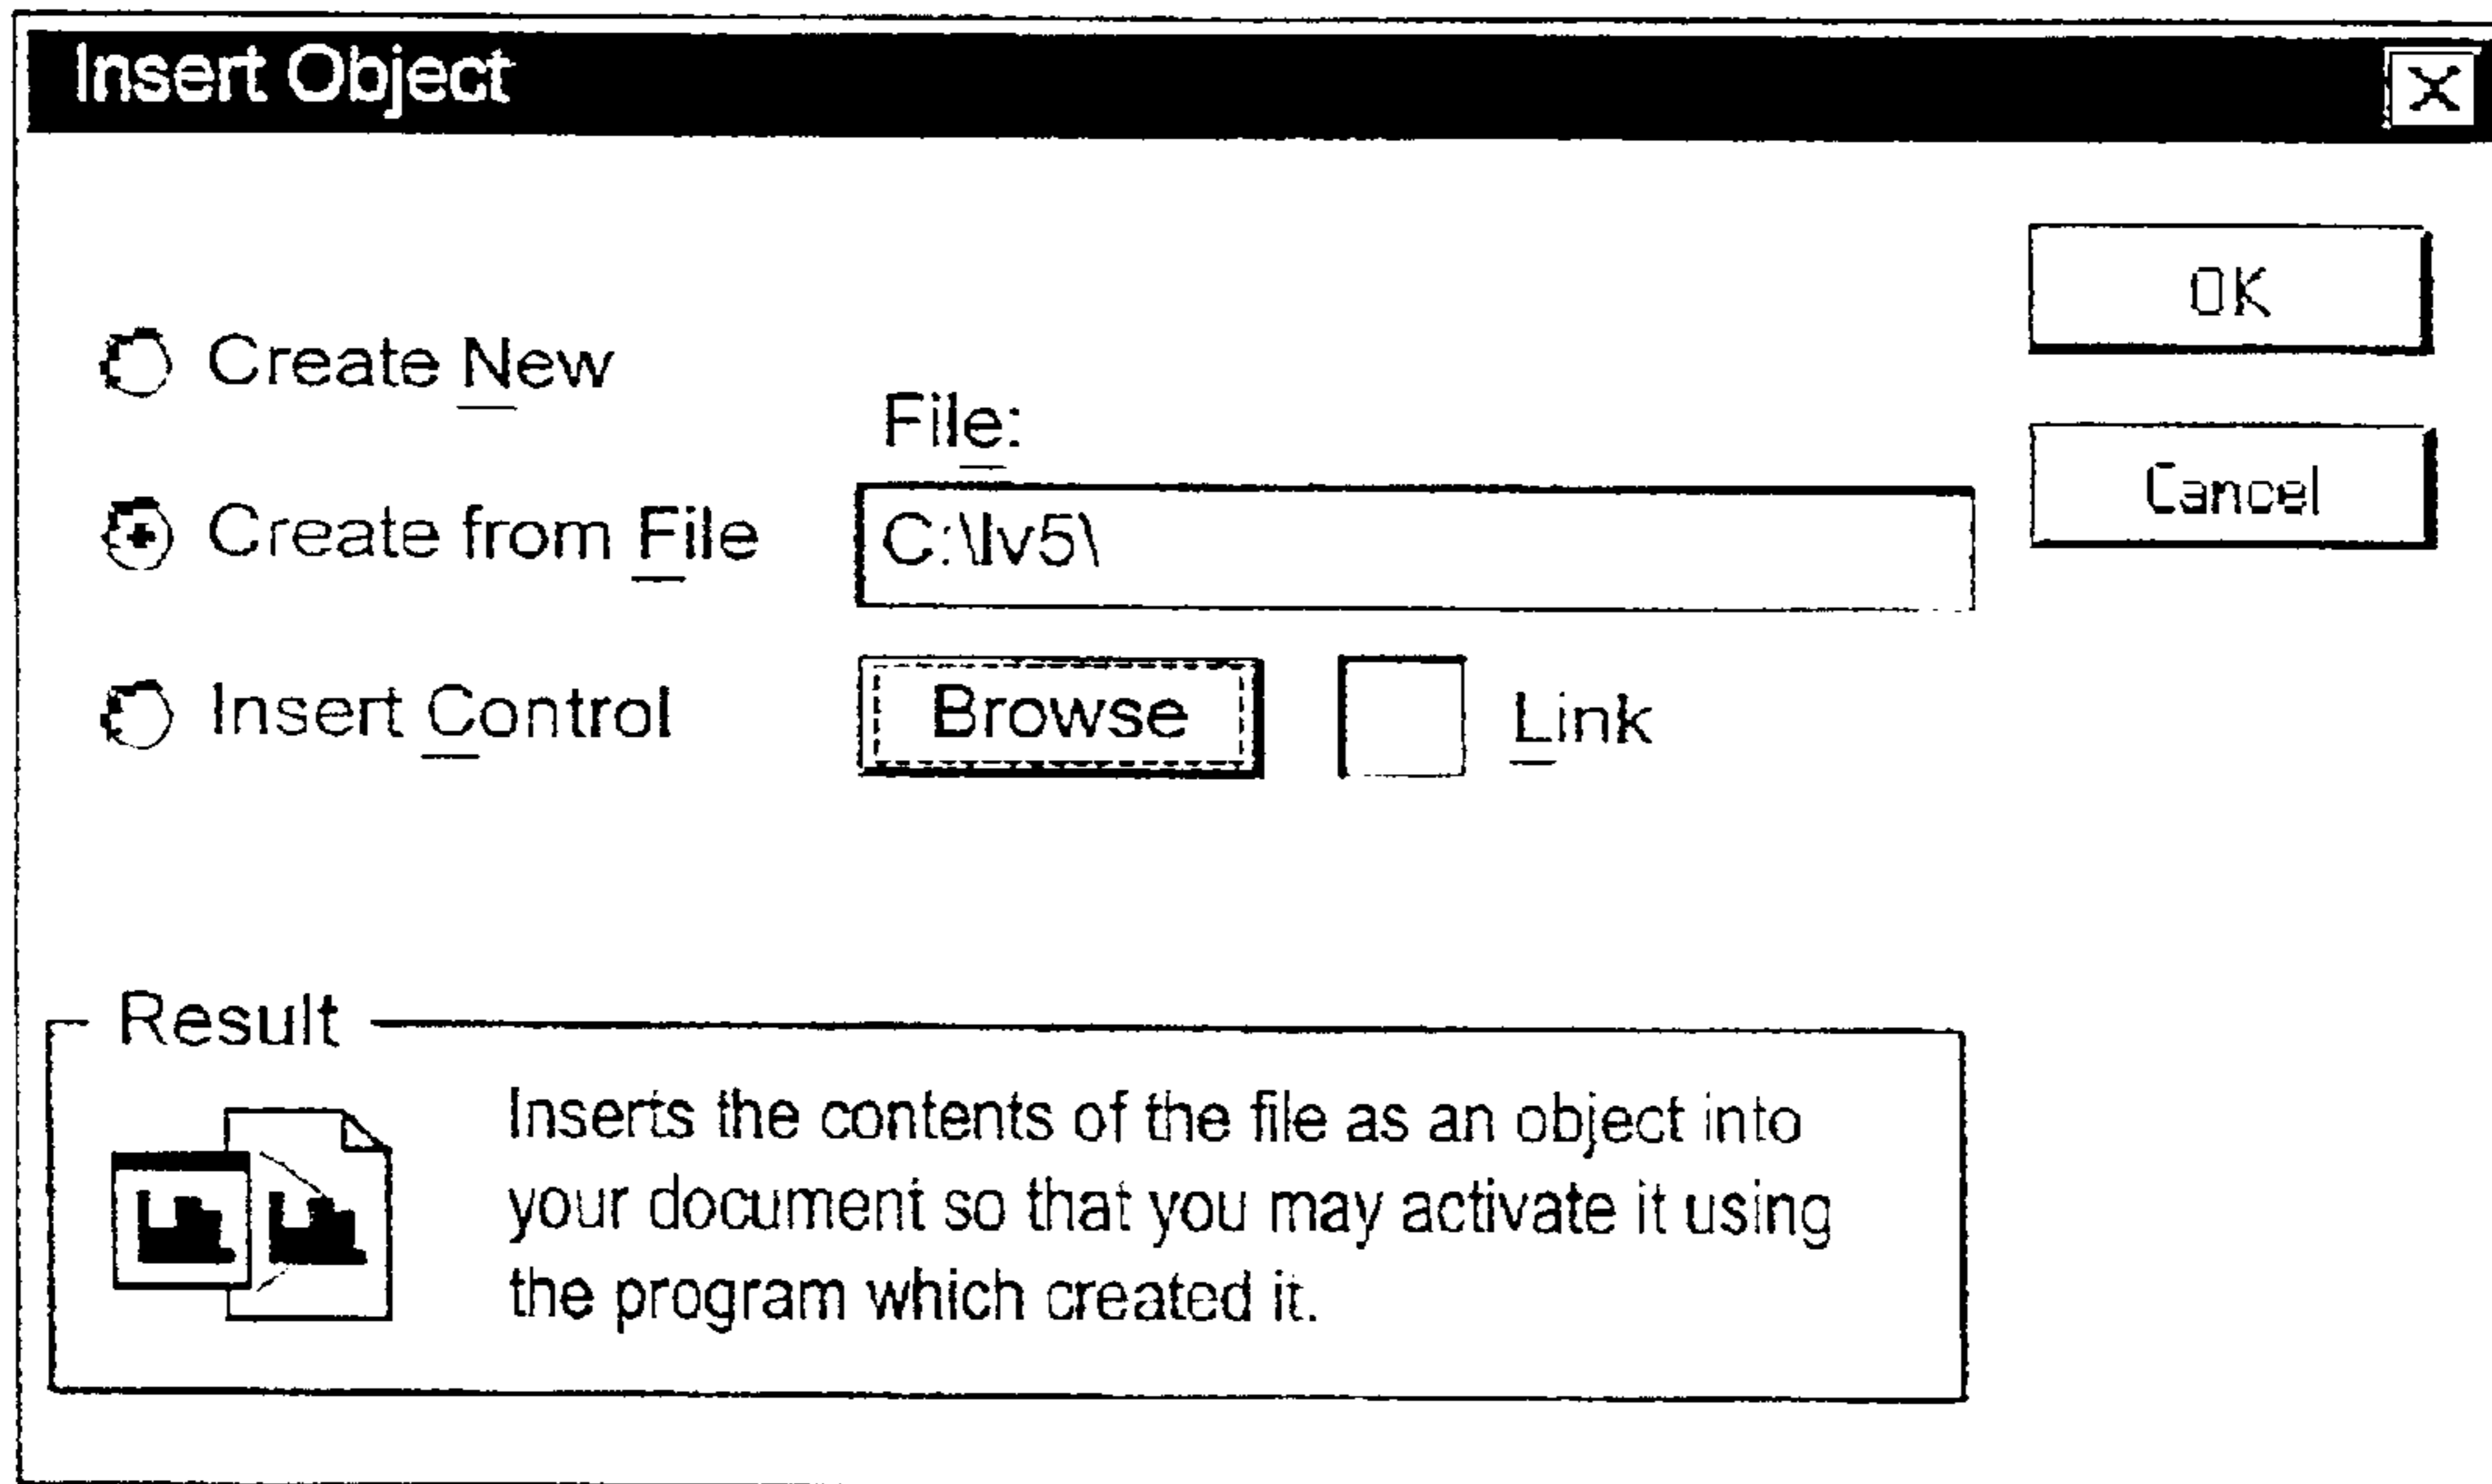 Insert Object
OK
Create New
File:
Cancel
Create from File
C:\lv5\
Insert Control
Browse
Link
Result
Inserts the contents of the file as an object into
your document so that you may activate it using
the program which created it.